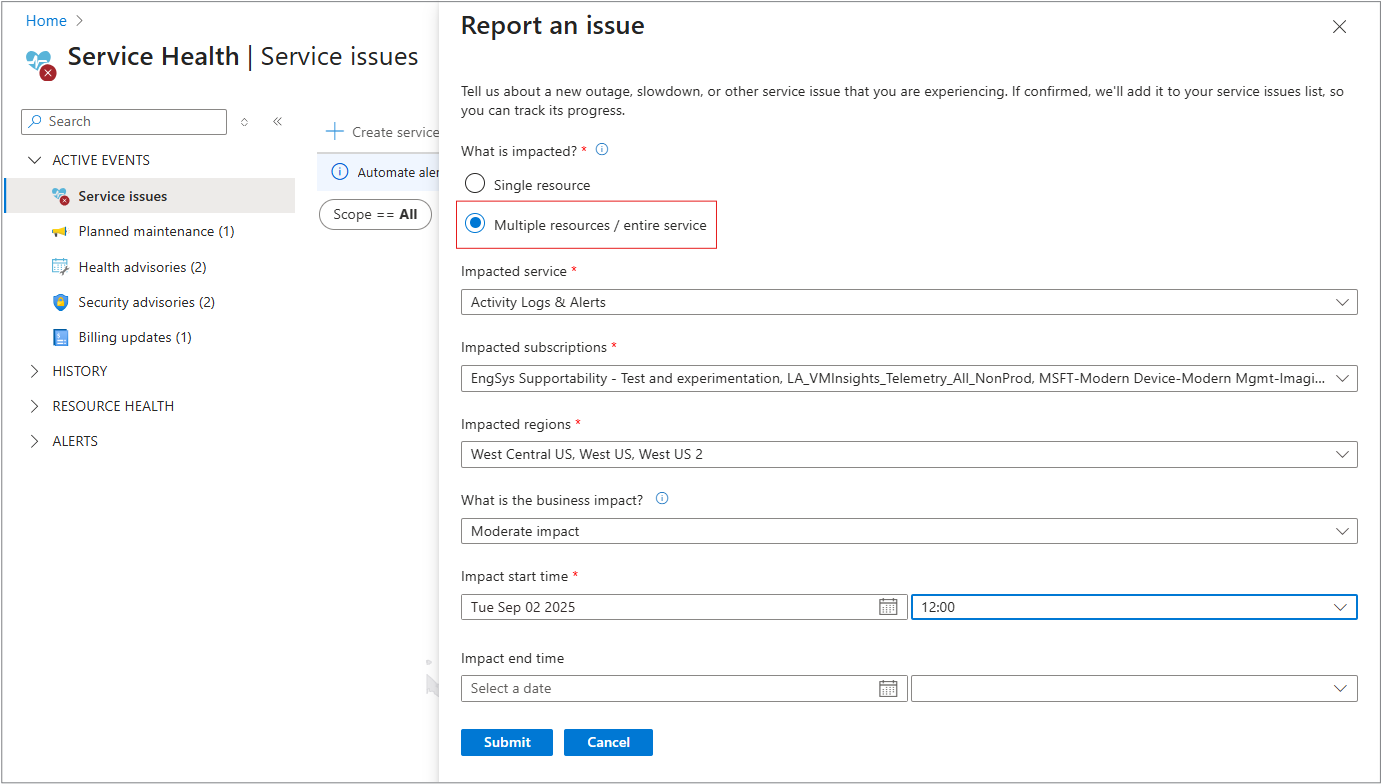 Home
Service Health | Service issues
Search
ACTIVE EVENTS
Service issues
Planned maintenance (1)
Health advisories (2)
Security advisories (2)
Billing updates (1)
HISTORY
RESOURCE HEALTH
ALERTS
Create service
Automate aler
Scope == All
Report an issue
Tell us about a new outage, slowdown, or other service issue that you are experiencing. If confirmed, we'll add it to your service issues list, so
you can track its progress.
What is impacted? *
Single resource
Multiple resources / entire service
Impacted service *
Activity Logs & Alerts
Impacted subscriptions *
EngSys Supportability - Test and experimentation, LA_VMInsights_Telemetry_All_NonProd, MSFT-Modern Device-Modern Mgmt-Imagi...
Impacted regions *
West Central US, West US, West US 2
What is the business impact?
Moderate impact
Impact start time *
Tue Sep 02 2025 12:00
Impact end time
Select a date
Submit Cancel